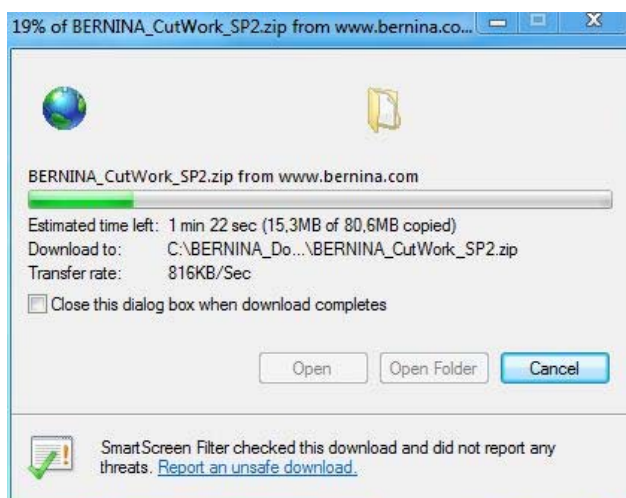 19% of BERNINA_CutWork_SP2.zip from www.bernina.co...
BERNINA_CutWork_SP2.zip from www.bernina.com
Estimated time left: 1 min 22 sec (15,3MB of 80,6MB copied)
Download to: C:\BERNINA_Do...\BERNINA_CutWork_SP2.zip
Transfer rate: 816KB/Sec
Close this dialog box when download completes
Open Open Folder Cancel
SmartScreen Filter checked this download and did not report any
threats. Report an unsafe download.